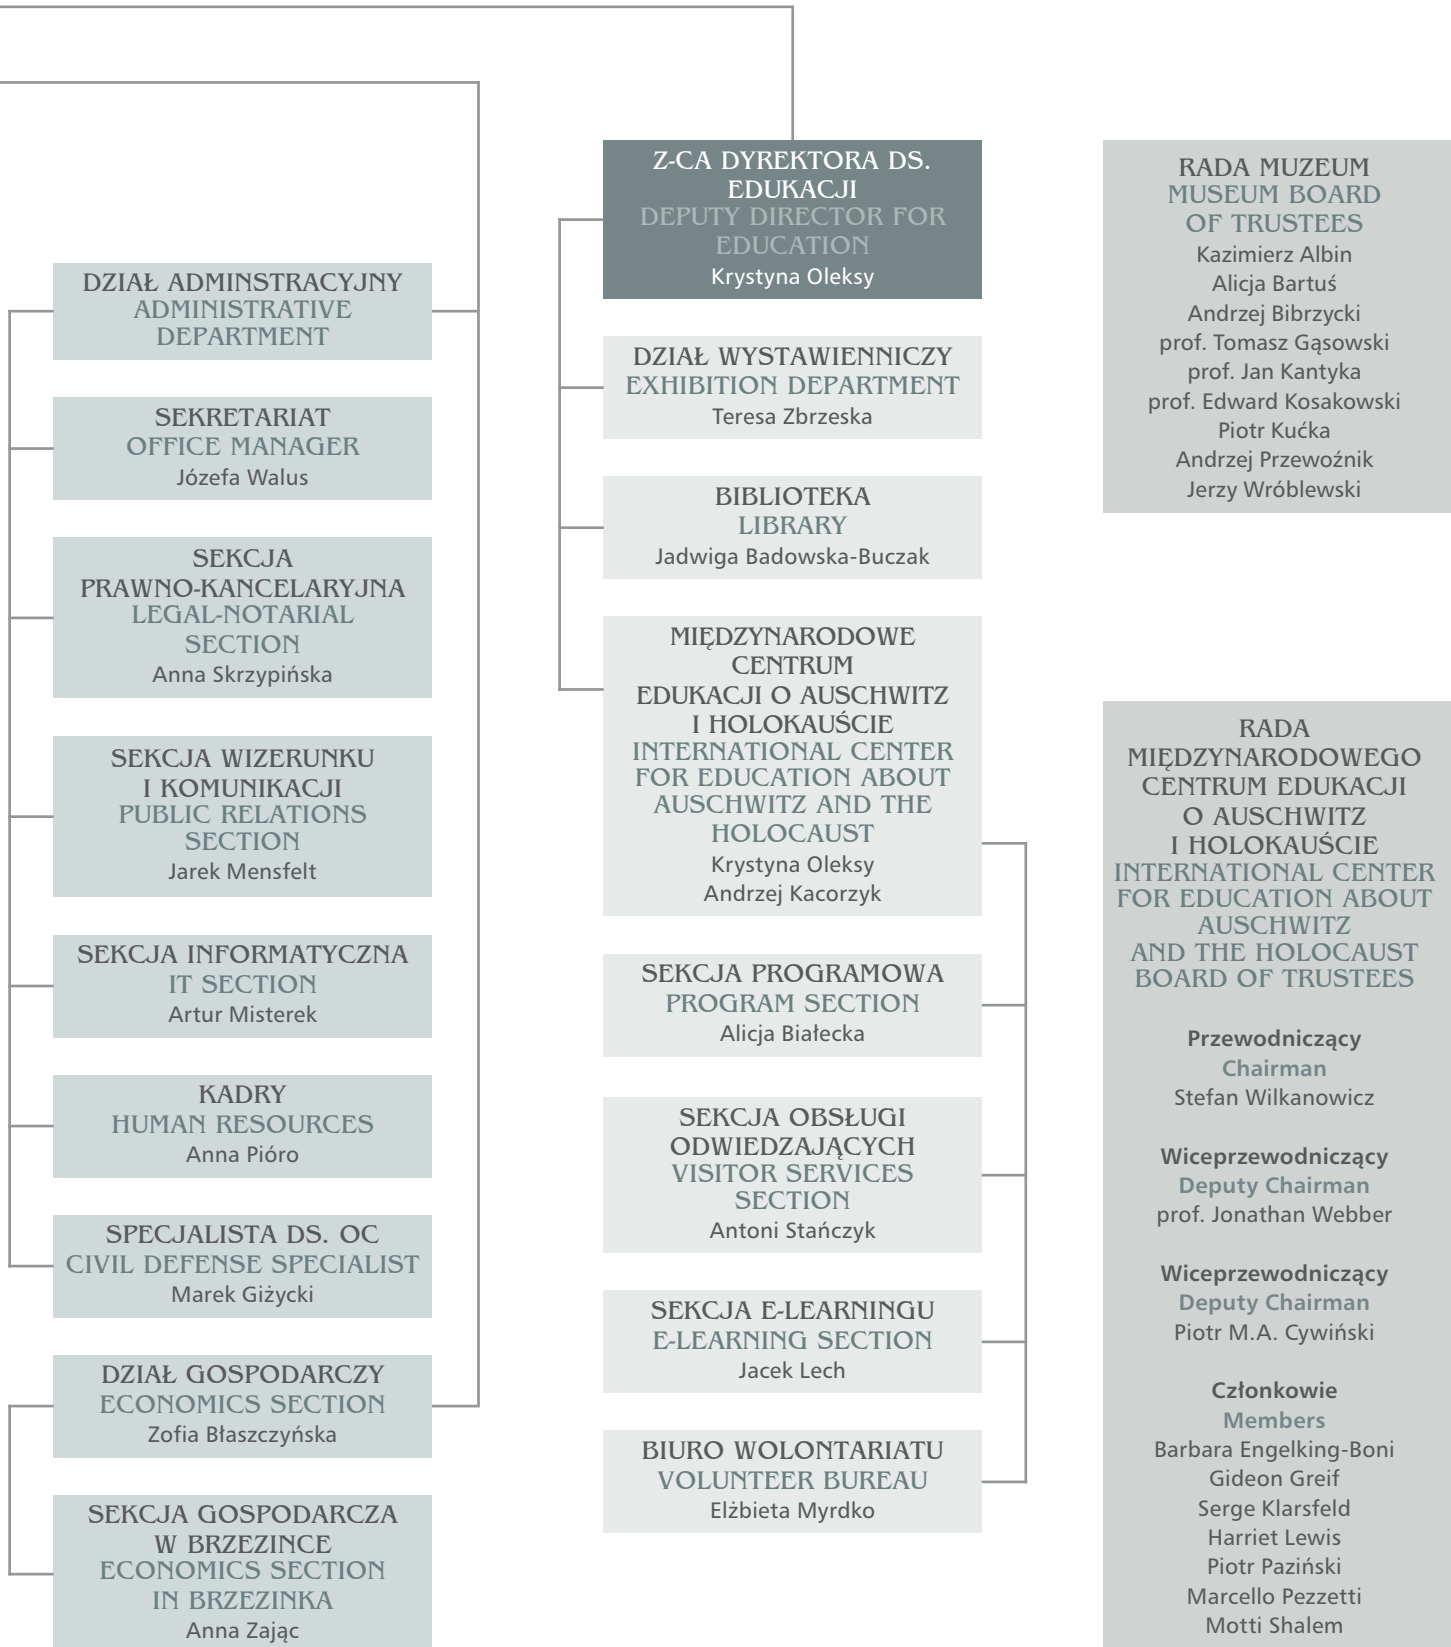 DZIAŁ ADMINSTRACYJNY
ADMINISTRATIVE
DEPARTMENT
SEKRETARIAT
OFFICE MANAGER
Józefa Walus
SEKCJA
PRAWNO-KANCELARYJNA
LEGAL-NOTARIAL
SECTION
Anna Skrzypińska
SEKCJA WIZERUNKU
I KOMUNIKACJI
PUBLIC RELATIONS
SECTION
Jarek Mensfelt
SEKCJA INFORMATYCZNA
IT SECTION
Artur Misterek
KADRY
HUMAN RESOURCES
Anna Pióro
SPECJALISTA DS. OC
CIVIL DEFENSE SPECIALIST
Marek Giżycki
DZIAŁ GOSPODARCZY
ECONOMICS SECTION
Zofia Błaszczyńska
SEKCJA GOSPODARCZA
W BRZEZINCE
ECONOMICS SECTION
IN BRZEZINKA
Anna Zając
Z-CA DYREKTORA DS.
EDUKACJI
DEPUTY DIRECTOR FOR
EDUCATION
Krystyna Oleksy
DZIAŁ WYSTAWIENNICZY
EXHIBITION DEPARTMENT
Teresa Zbrzeska
BIBLIOTEKA
LIBRARY
Jadwiga Badowska-Buczak
MIĘDZYNARODOWE
CENTRUM
EDUKACJI O AUSCHWITZ
I HOLOKAUŚCIE
INTERNATIONAL CENTER
FOR EDUCATION ABOUT
AUSCHWITZ AND THE
HOLOCAUST
Krystyna Oleksy
Andrzej Kacorzyk
SEKCJA PROGRAMOWA
PROGRAM SECTION
Alicja Białecka
SEKCJA OBSŁUGI
ODWIEDZAJĄCYCH
VISITOR SERVICES
SECTION
Antoni Stańczyk
SEKCJA E-LEARNINGU
E-LEARNING SECTION
Jacek Lech
BIURO WOLONTARIATU
VOLUNTEER BUREAU
Elżbieta Myrdko
RADA MUZEUM
MUSEUM BOARD
OF TRUSTEES
Kazimierz Albin
Alicja Bartuś
Andrzej Bibrzycki
prof. Tomasz Gąsowski
prof. Jan Kantyka
prof. Edward Kosakowski
Piotr Kućka
Andrzej Przewoźnik
Jerzy Wróblewski
RADA
MIĘDZYNARODOWEGO
CENTRUM EDUKACJI
O AUSCHWITZ
I HOLOKAUŚCIE
INTERNATIONAL CENTER
FOR EDUCATION ABOUT
AUSCHWITZ
AND THE HOLOCAUST
BOARD OF TRUSTEES
Przewodniczący
Chairman
Stefan Wilkanowicz
Wiceprzewodniczący
Deputy Chairman
prof. Jonathan Webber
Wiceprzewodniczący
Deputy Chairman
Piotr M.A. Cywiński
Członkowie
Members
Barbara Engelking-Boni
Gideon Greif
Serge Klarsfeld
Harriet Lewis
Piotr Paziński
Marcello Pezzetti
Motti Shalem